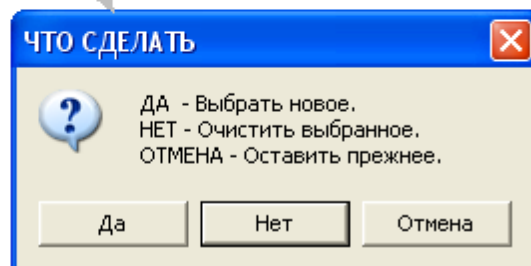 ЧТО СДЕЛАТЬ
ДА - Выбрать новое.
НЕТ - Очистить выбранное.
ОТМЕНА - Оставить прежнее.
Да Нет Отмена